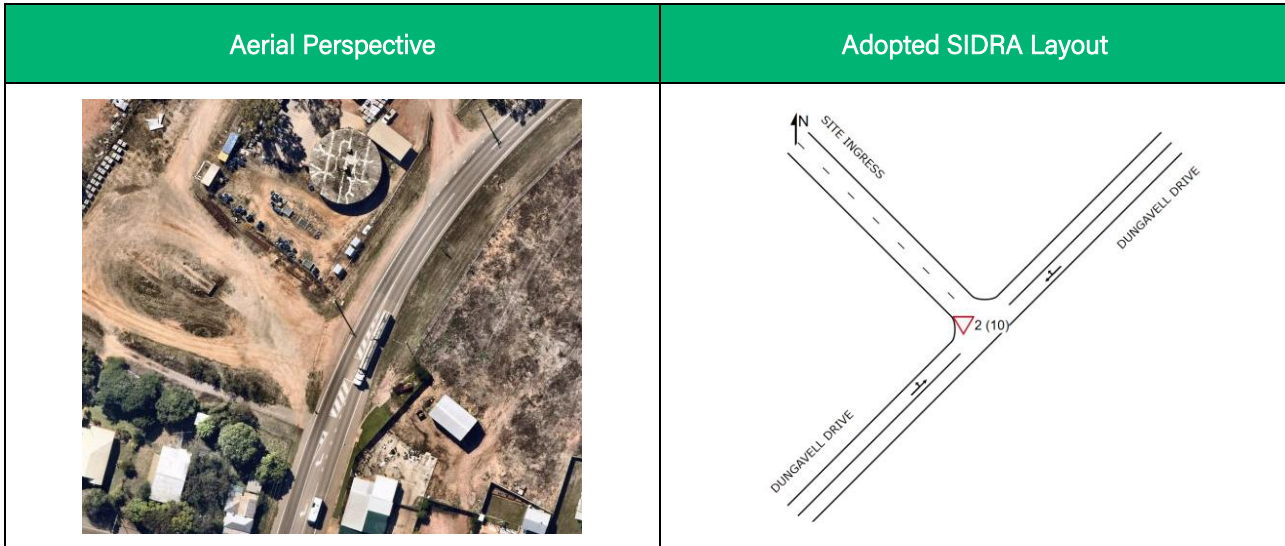 Aerial Perspective
Adopted SIDRA Layout
N
SITE INGRESS
DUNGAVELL DRIVE
2 (10)
DUNGAVELL DRIVE